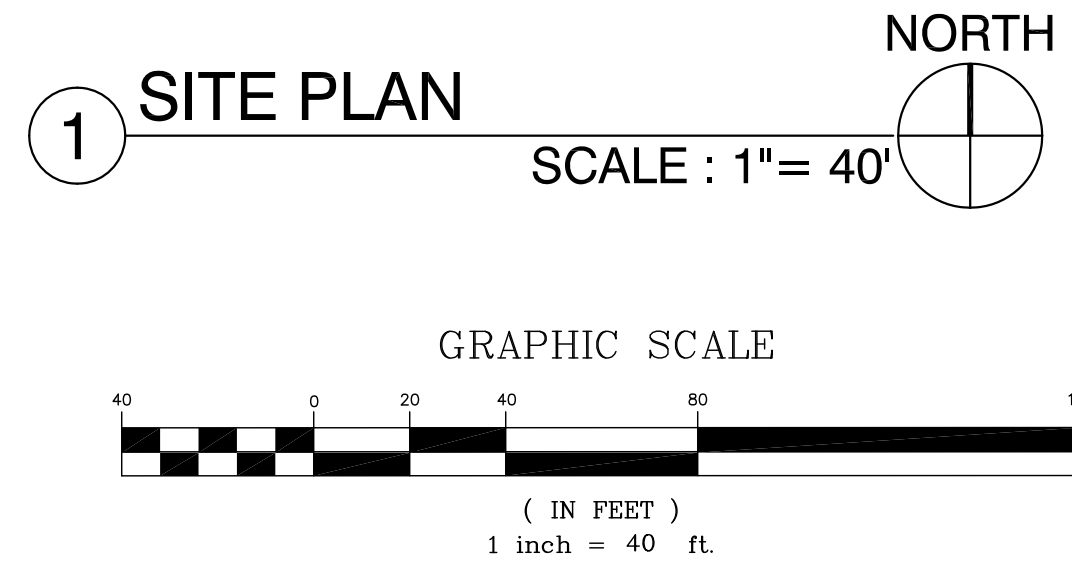 NORTH
1 SITE PLAN
SCALE : 1"= 40'
GRAPHIC SCALE
40 0 20 40 80
( IN FEET )
1 inch = 40 ft.